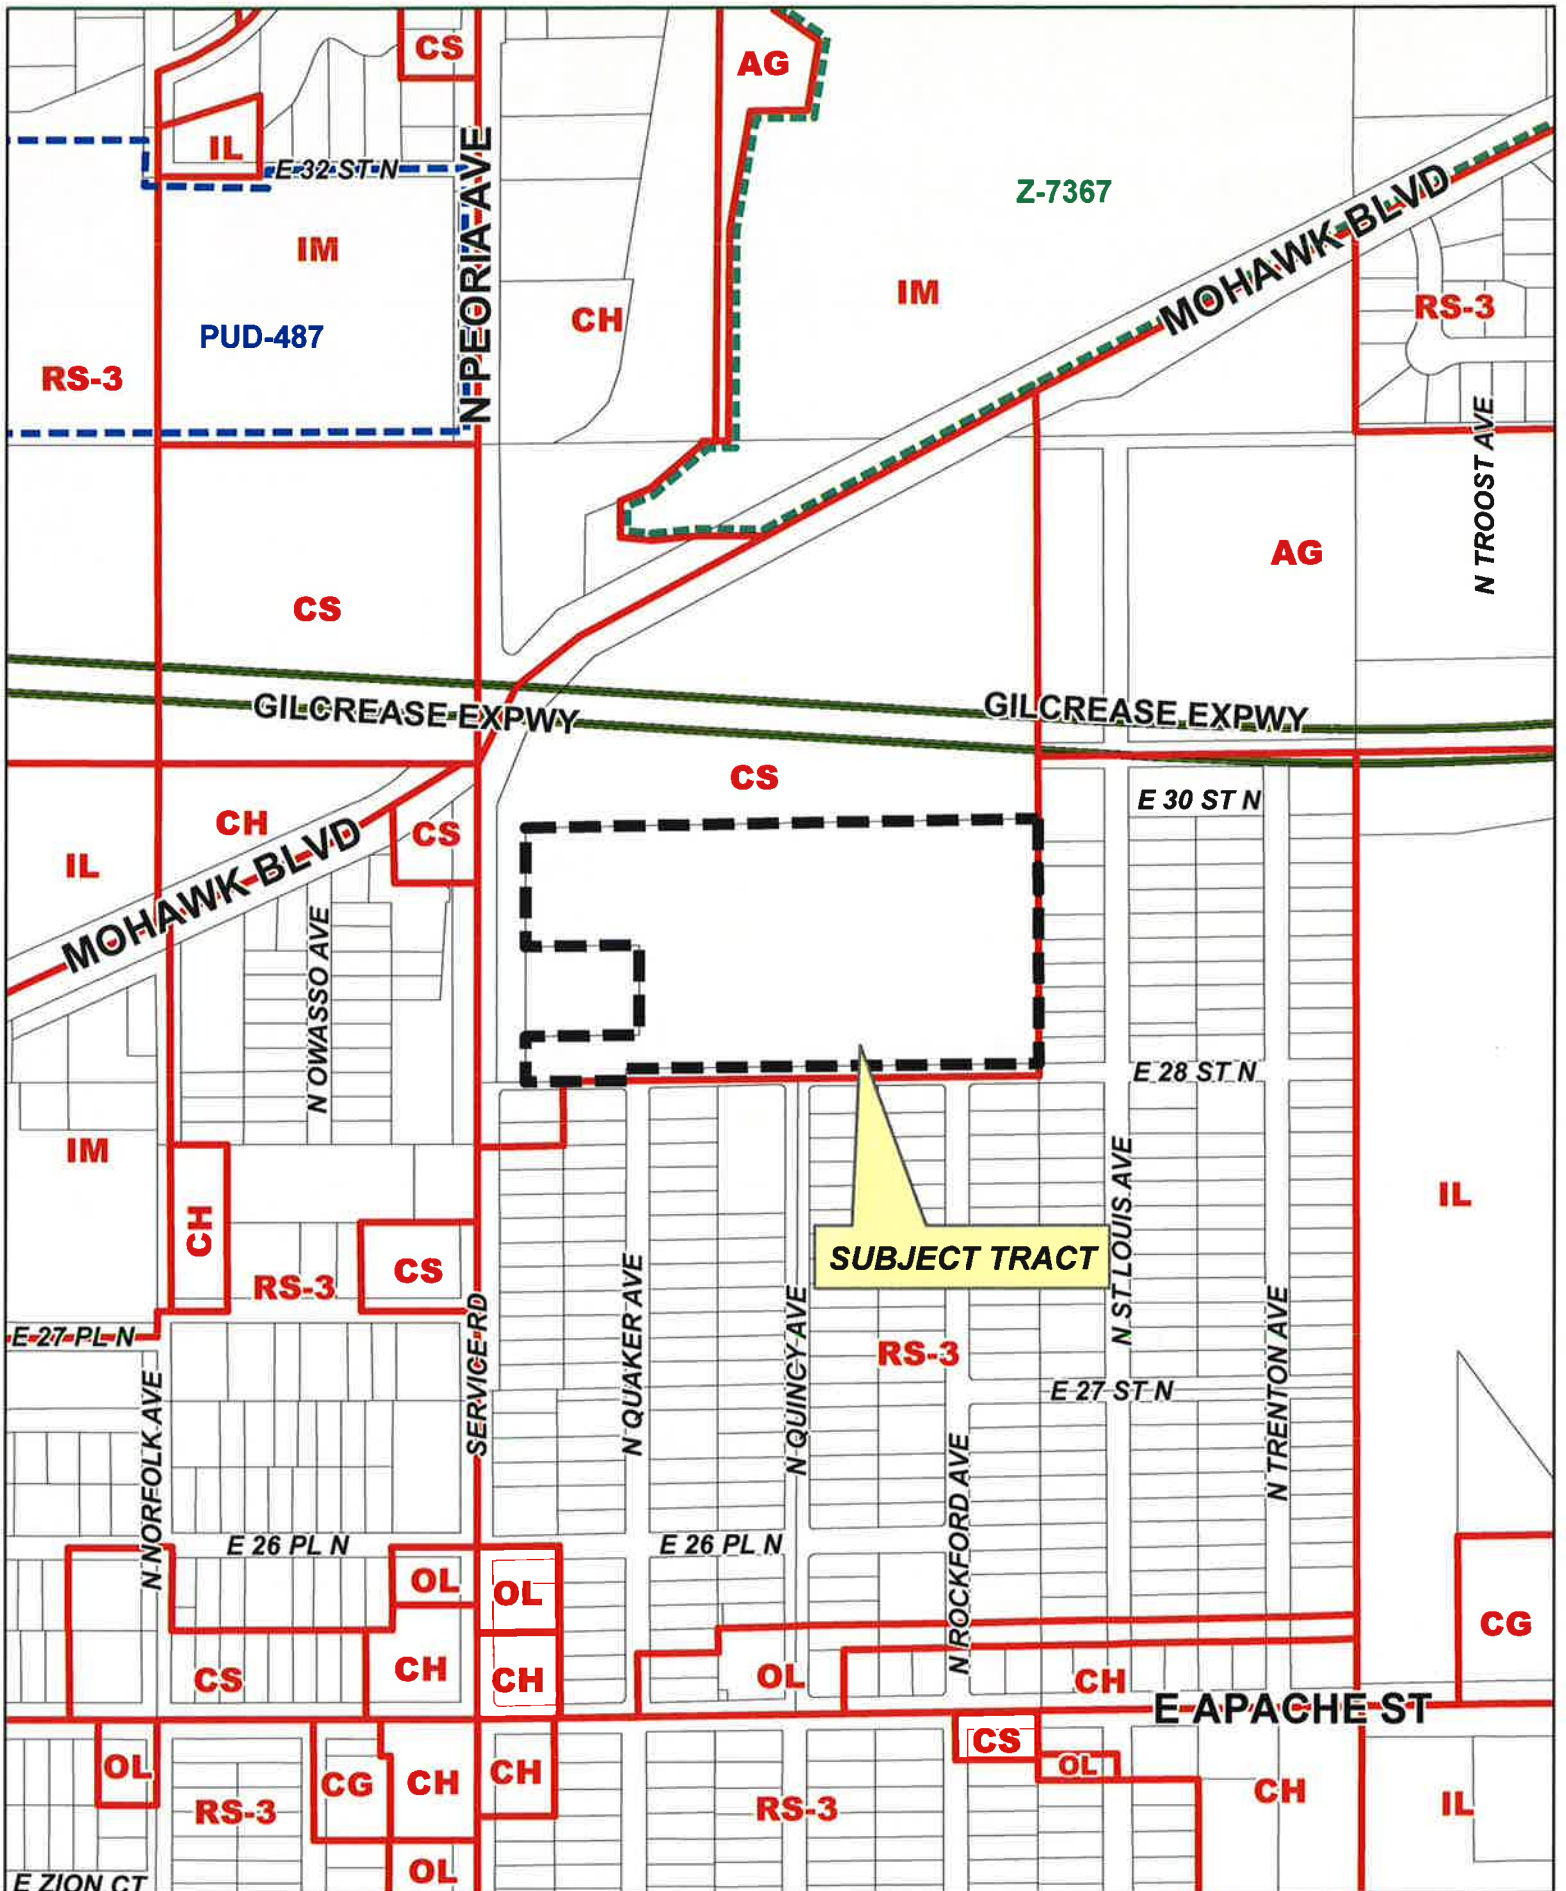 CS
AG
IL
E 32 ST N
N PEORIA AVE
Z-7367
MOHAWK BLVD
IM
CH
IM
RS-3
PUD-487
RS-3
N TROOST AVE
AG
CS
GILCREASE EXPWY
GILCREASE EXPWY
CS
E 30 ST N
CH
CS
IL
MOHAWK BLVD
N OWASSO AVE
E 28 ST N
IM
CH
N ST LOUIS AVE
IL
SUBJECT TRACT
CS
RS-3
SERVICE RD
N QUAKER AVE
N QUINCY AVE
N TRENTON AVE
E 27 PL N
RS-3
E 27 ST N
N NORFOLK AVE
N ROCKFORD AVE
E 26 PL N
E 26 PL N
OL
OL
CG
CS
CH
CH
OL
CH
E APACHE ST
CS
OL
OL
CG
CH
CH
CH
IL
RS-3
RS-3
OL
E ZION CT